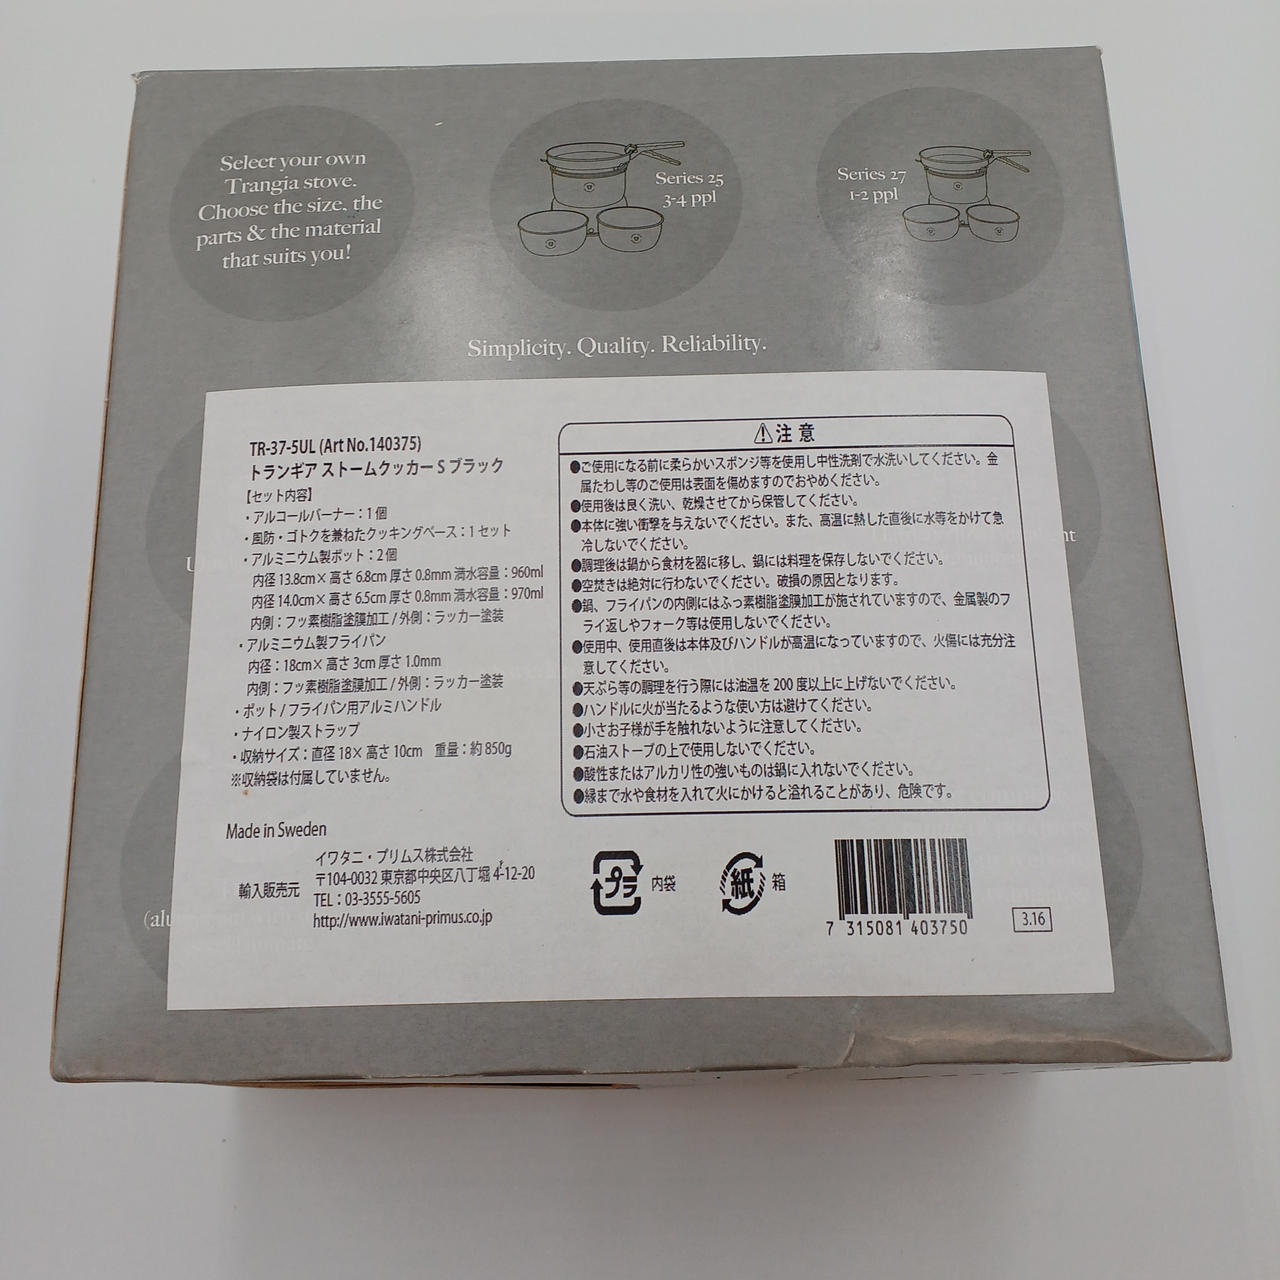 Select your own
Trangia stove.
Choose the size, the
parts & the material
that suits you!
Series 25
3-4 ppl
Series 27
1-2 ppl
Simplicity. Quality. Reliability.
TR-37-5UL (Art No.140375)
トランギア ストームクッカー S ブラック
【セット内容】
・アルコールバーナー：1個
・風防・ゴトクを兼ねたクッキングベース：1セット
・アルミニウム製ポット：2個
内径 13.8cm× 高さ 6.8cm 厚さ 0.8mm 満水容量：960ml
内径 14.0cm× 高さ 6.5cm 厚さ 0.8mm 満水容量：970ml
内側：フッ素樹脂塗膜加工 / 外側：ラッカー塗装
・アルミニウム製フライパン
内径：18cm× 高さ 3cm 厚さ 1.0mm
内側：フッ素樹脂塗膜加工 / 外側：ラッカー塗装
・ポット / フライパン用アルミハンドル
・ナイロン製ストラップ
・収納サイズ：直径 18× 高さ 10cm 重量：約 850g
※収納袋は付属していません。
Made in Sweden
輸入販売元
イワタニ・プリムス株式会社
〒104-0032 東京都中央区八丁堀 4-12-20
TEL：03-3555-5605
http://www.iwatani-primus.co.jp
⚠注意
●ご使用になる前に柔らかいスポンジ等を使用し中性洗剤で水洗いしてください。金
属たわし等のご使用は表面を傷めますのでおやめください。
●使用後は良く洗い、乾燥させてから保管してください。
●本体に強い衝撃を与えないでください。また、高温に熱した直後に水等をかけて急
冷しないでください。
●調理後は鍋から食材を器に移し、鍋には料理を保存しないでください。
●空焚きは絶対に行わないでください。破損の原因となります。
●鍋、フライパンの内側にはふっ素樹脂塗膜加工が施されていますので、金属製のフ
ライ返しやフォーク等は使用しないでください。
●使用中、使用直後は本体及びハンドルが高温になっていますので、火傷には充分注
意してください。
●天ぷら等の調理を行う際には油温を 200 度以上に上げないでください。
●ハンドルに火が当たるような使い方は避けてください。
●小さお子様が手を触れないように注意してください。
●石油ストーブの上で使用しないでください。
●酸性またはアルカリ性の強いものは鍋に入れないでください。
●縁まで水や食材を入れて火にかけると溢れることがあり、危険です。
プラ 内袋
紙 箱
7 315081 403750
3.16